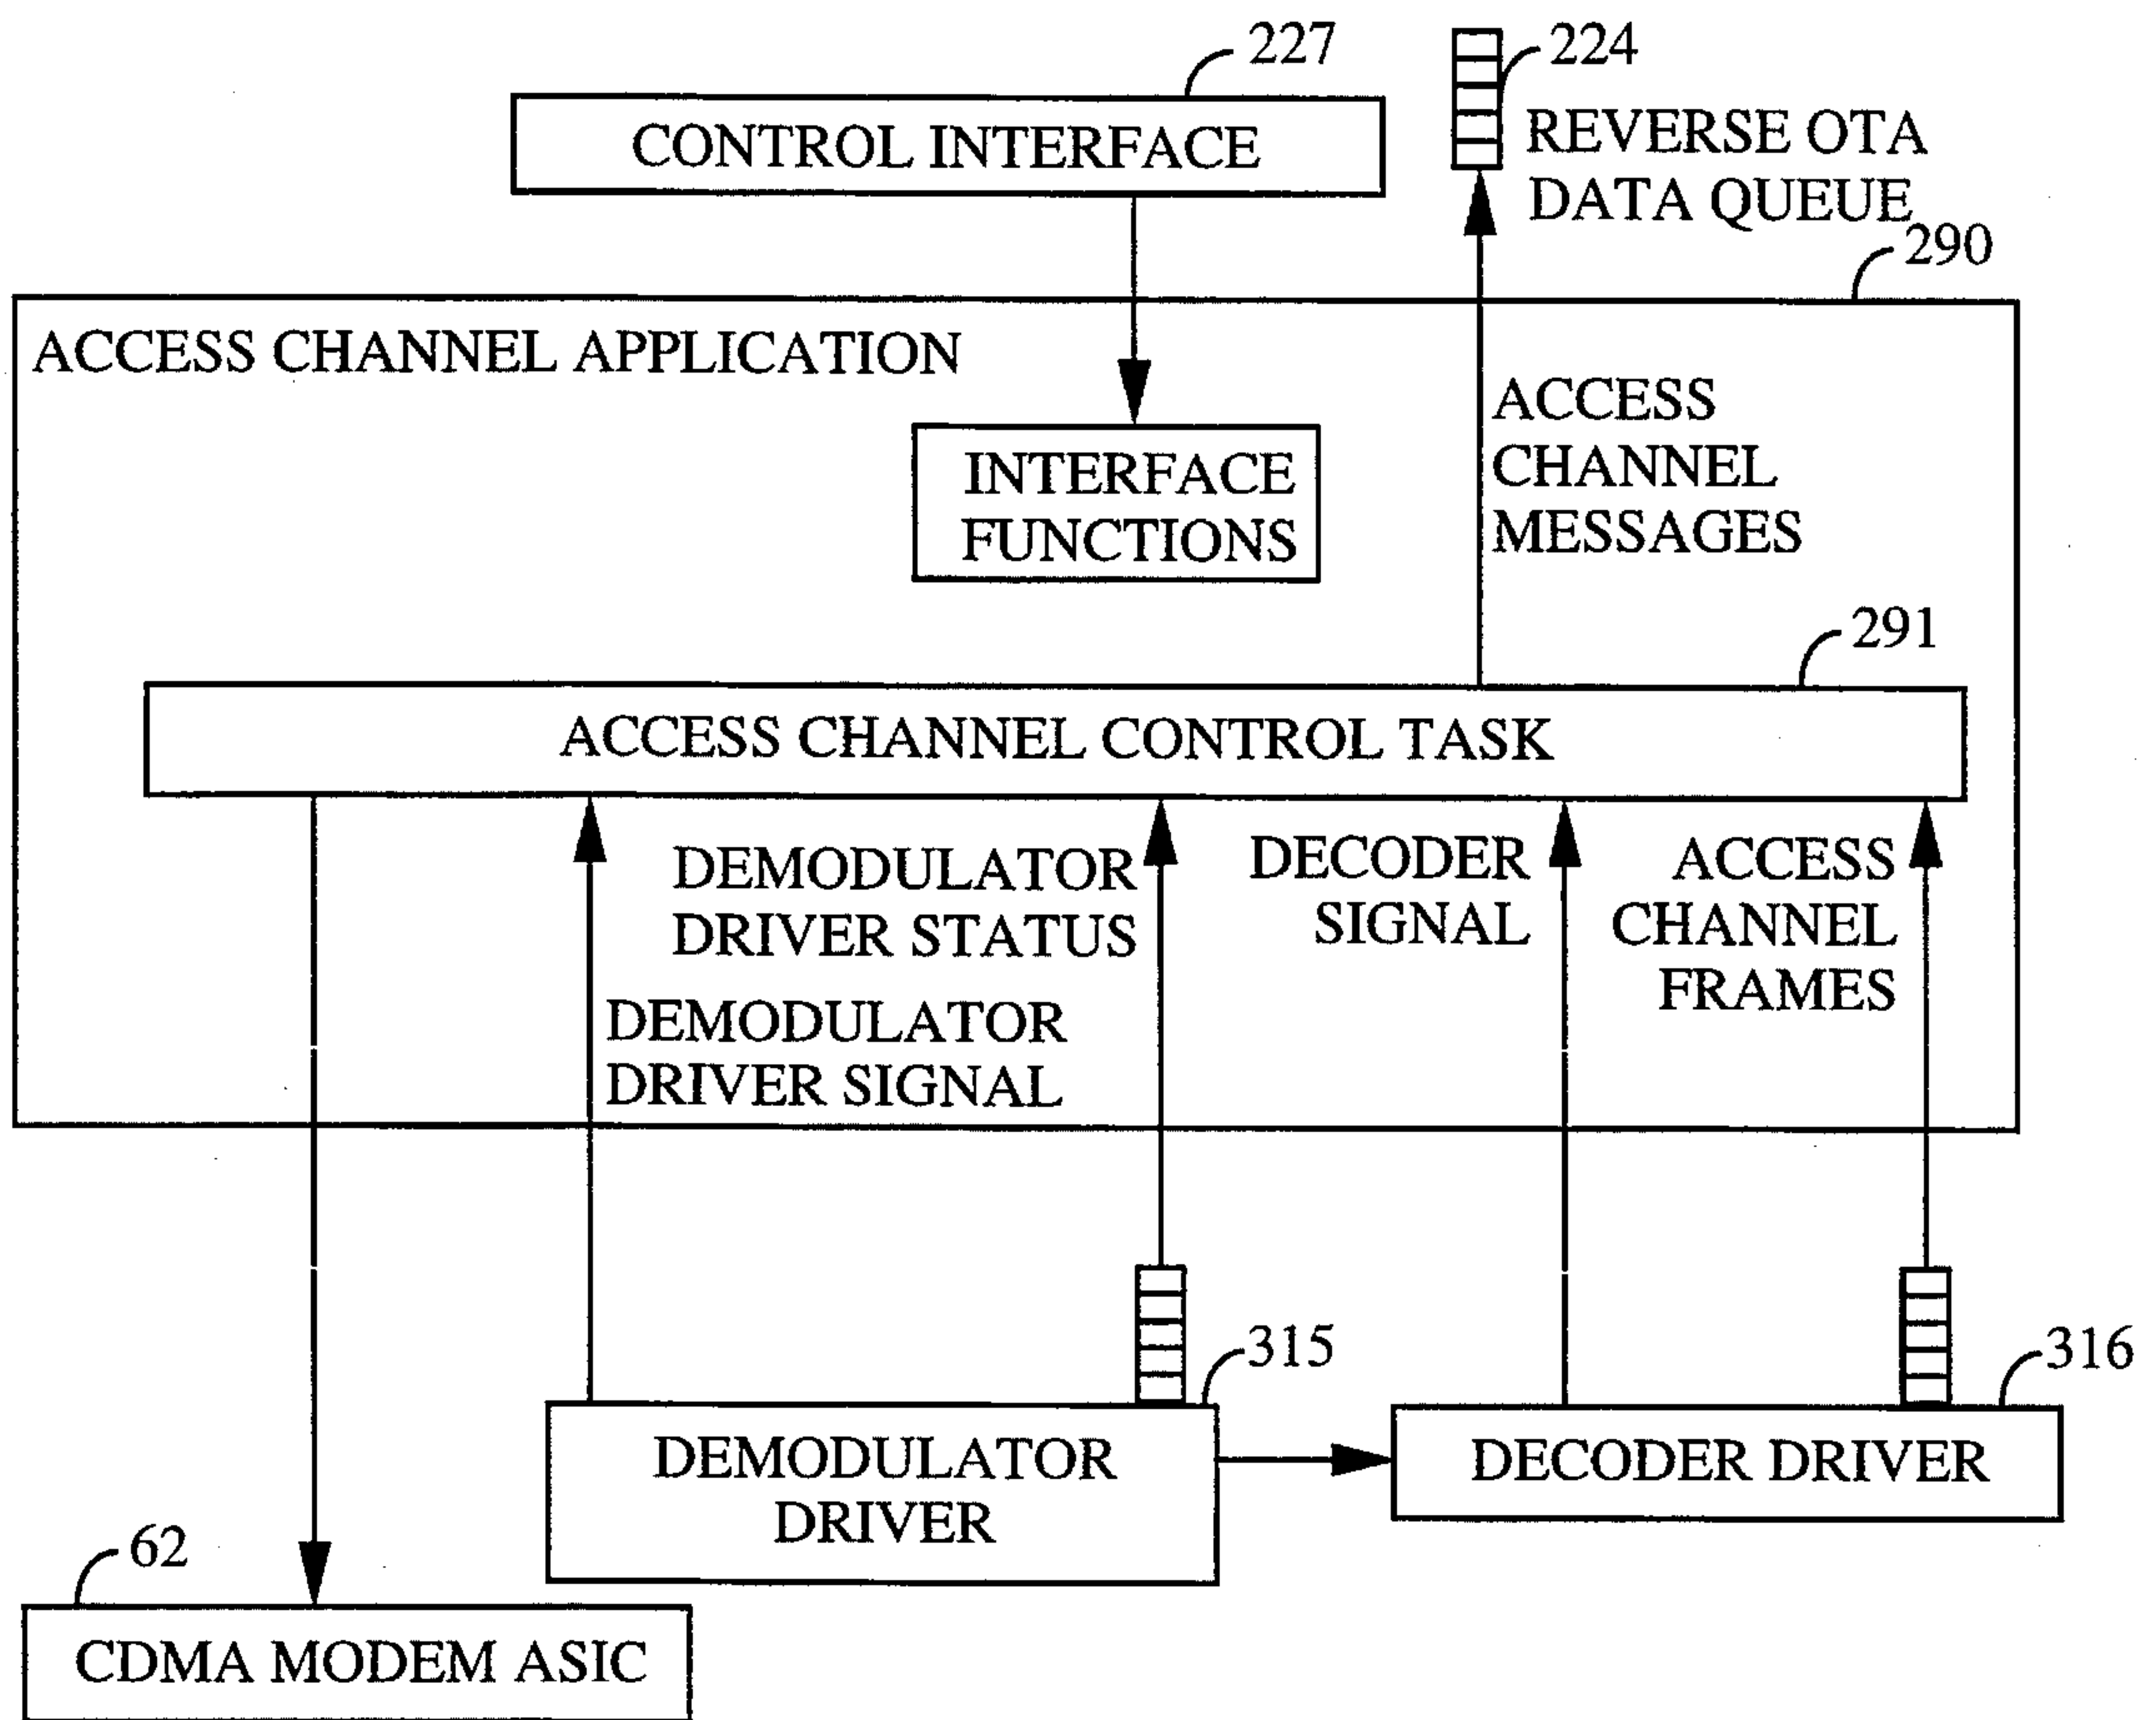 227
224
CONTROL INTERFACE
REVERSE OTA
DATA QUEUE
290
ACCESS CHANNEL APPLICATION
ACCESS
CHANNEL
MESSAGES
INTERFACE
FUNCTIONS
291
ACCESS CHANNEL CONTROL TASK
DEMODULATOR
DRIVER STATUS
DECODER
SIGNAL
ACCESS
CHANNEL
FRAMES
DEMODULATOR
DRIVER SIGNAL
315
316
DEMODULATOR
DRIVER
DECODER DRIVER
62
CDMA MODEM ASIC